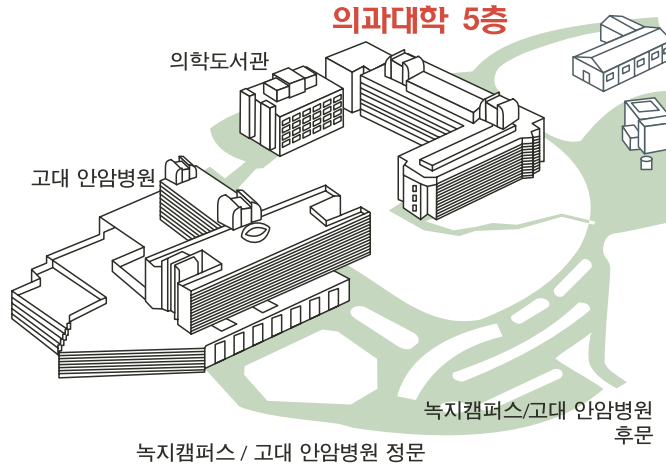 의과대학 5층
의학도서관
고대 안암병원
녹지캠퍼스/고대 안암병원
후문
녹지캠퍼스 / 고대 안암병원 정문